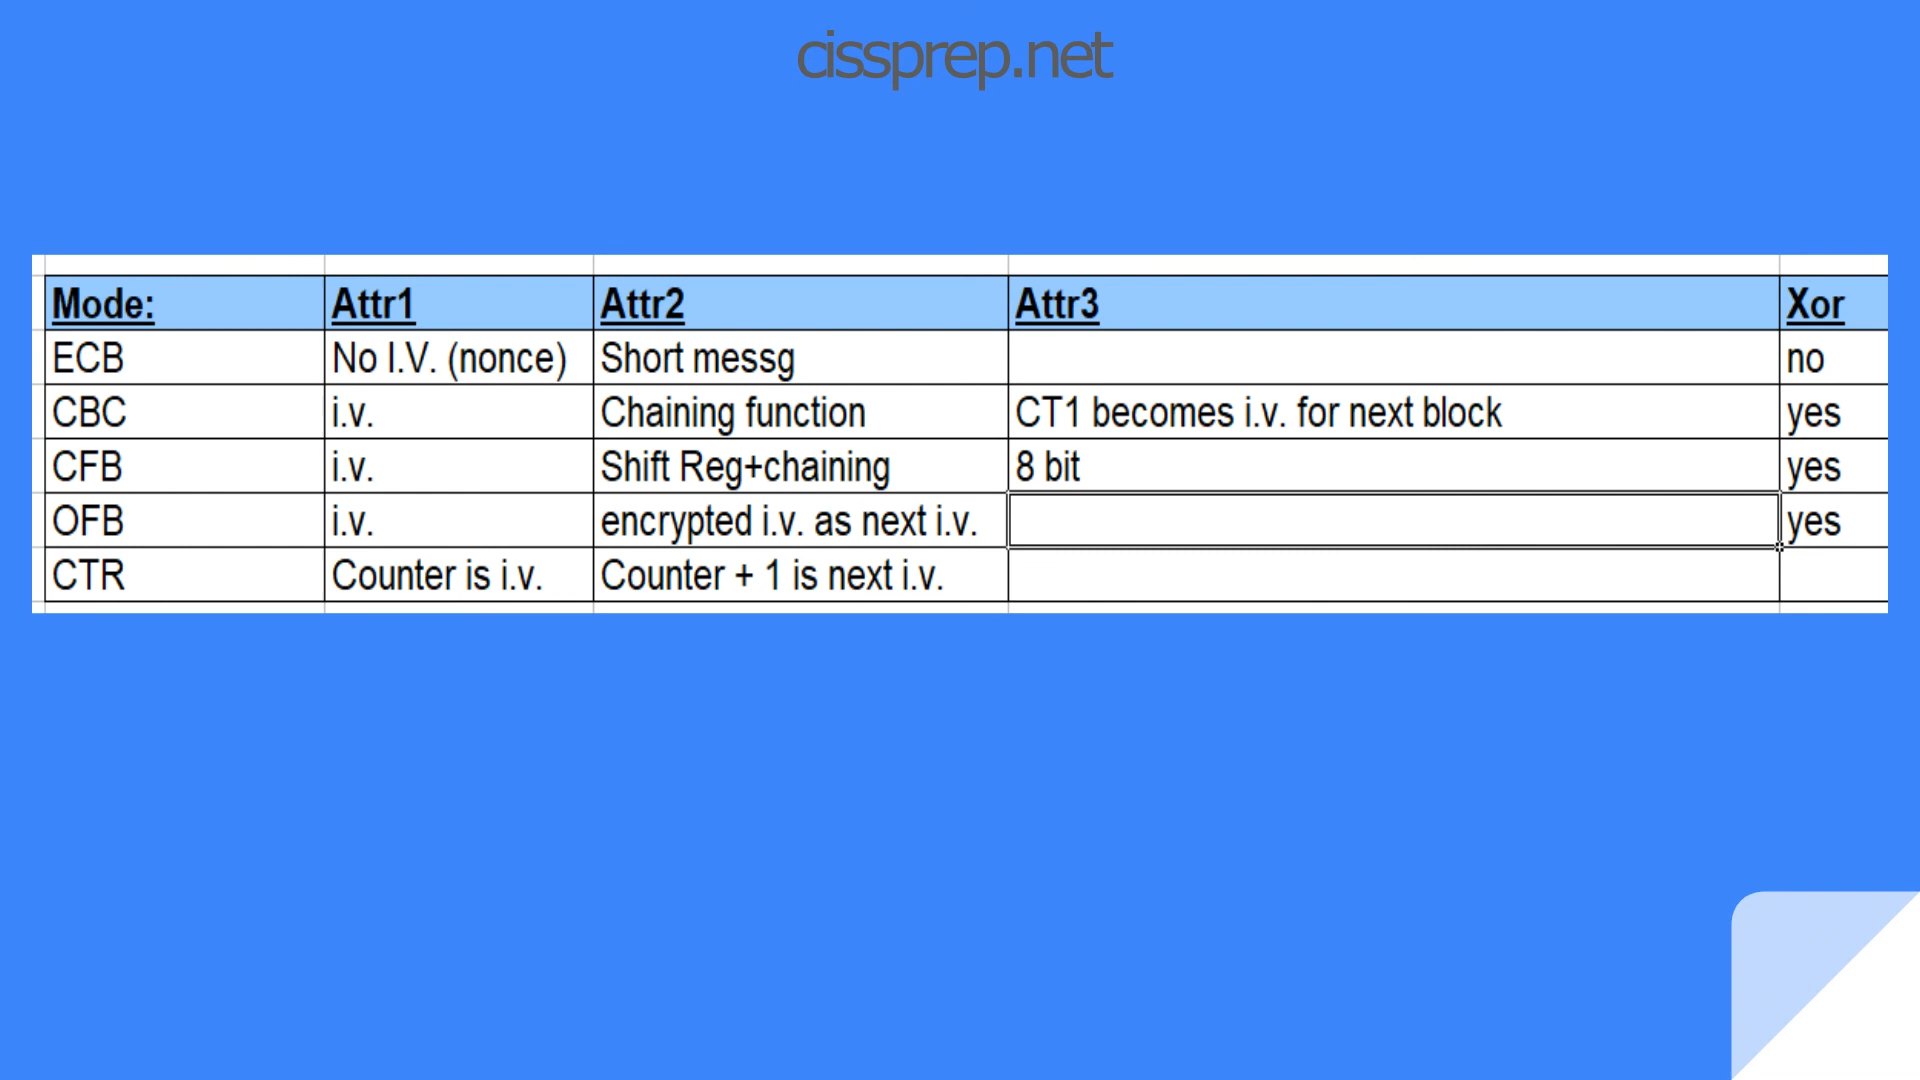 cissprep.net
Mode: Attr1 Attr2 Attr3 Xor
ECB No I.V. (nonce) Short messg no
CBC i.v. Chaining function CT1 becomes i.v. for next block yes
CFB i.v. Shift Reg+chaining 8 bit yes
OFB i.v. encrypted i.v. as next i.v. yes
CTR Counter is i.v. Counter + 1 is next i.v.